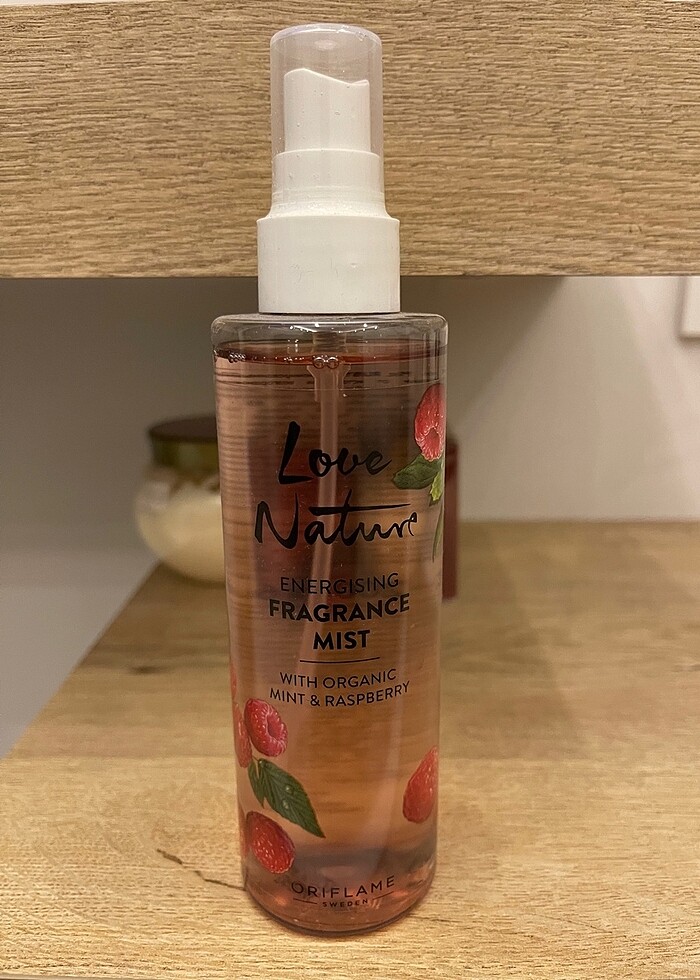 Love
Nature
ENERGISING
FRAGRANCE
MIST
WITH ORGANIC
MINT & RASPBERRY
ORIFLAME
SWEDEN